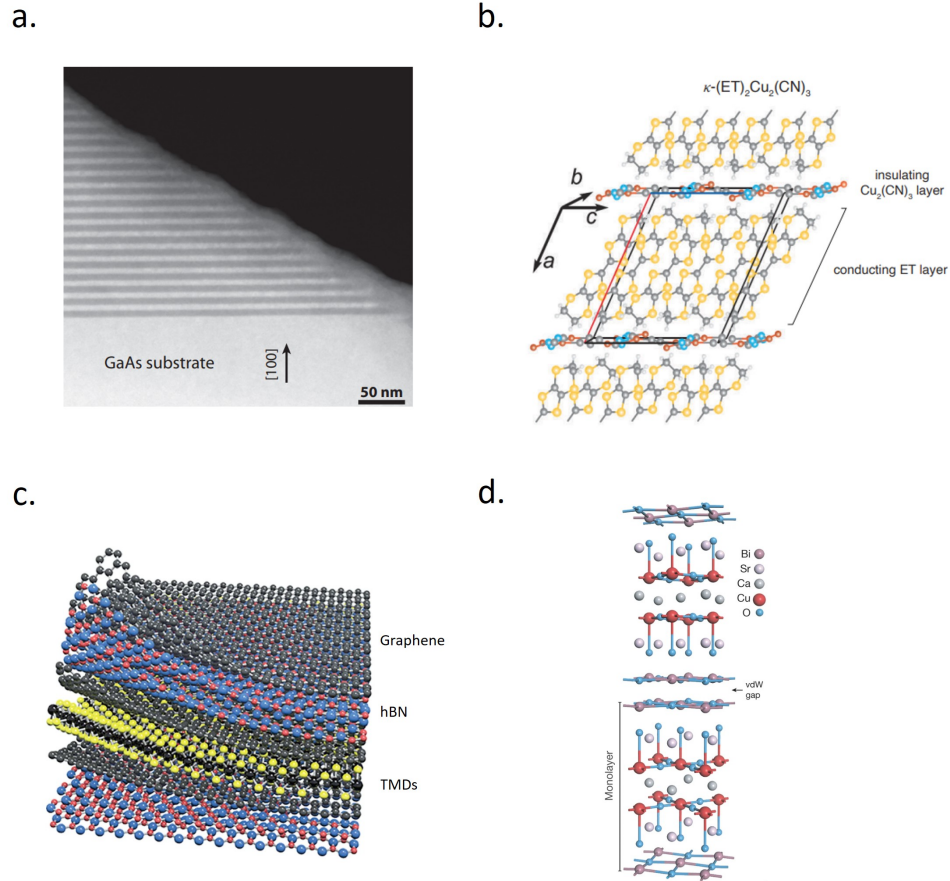 a.
GaAs substrate
[100]
50 nm
b.
κ-(ET)₂Cu₂(CN)₃
b
c
a
insulating
Cu₂(CN)₃ layer
conducting ET layer
c.
Graphene
hBN
TMDs
d.
Bi
Sr
Ca
Cu
O
vdW
gap
Monolayer